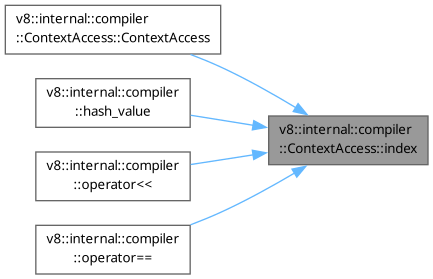 v8::internal::compiler
::ContextAccess::ContextAccess
v8::internal::compiler
::hash_value
v8::internal::compiler
::ContextAccess::index
v8::internal::compiler
::operator<<
v8::internal::compiler
::operator==